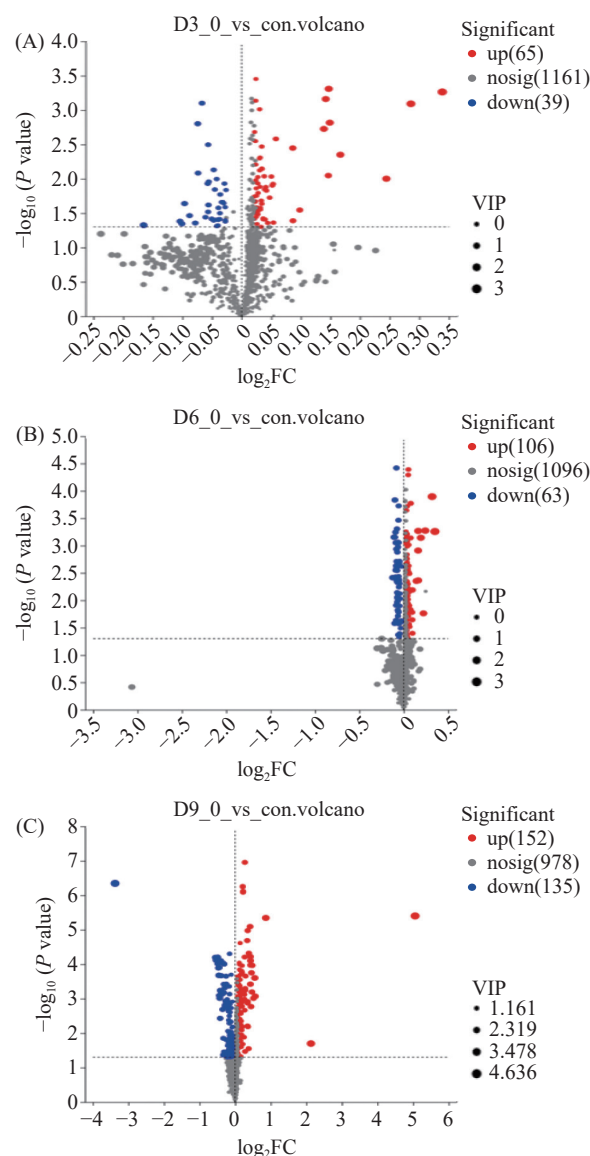 (A)
D3_0_vs_con.volcano
Significant
up(65)
nosig(1161)
down(39)
VIP
0
1
2
3
4.0
3.5
3.0
2.5
2.0
1.5
1.0
0.5
0
−log₁₀ (P value)
−0.25
−0.20
−0.15
−0.10
−0.05
0
0.05
0.10
0.15
0.20
0.25
0.30
0.35
log₂FC
(B)
D6_0_vs_con.volcano
Significant
up(106)
nosig(1096)
down(63)
VIP
0
1
2
3
5.0
4.5
4.0
3.5
3.0
2.5
2.0
1.5
1.0
0.5
0
−log₁₀ (P value)
−3.5
−3.0
−2.5
−2.0
−1.5
−1.0
−0.5
0
0.5
log₂FC
(C)
D9_0_vs_con.volcano
Significant
up(152)
nosig(978)
down(135)
VIP
1.161
2.319
3.478
4.636
8
7
6
5
4
3
2
1
0
−log₁₀ (P value)
−4 −3 −2 −1 0 1 2 3 4 5 6
log₂FC